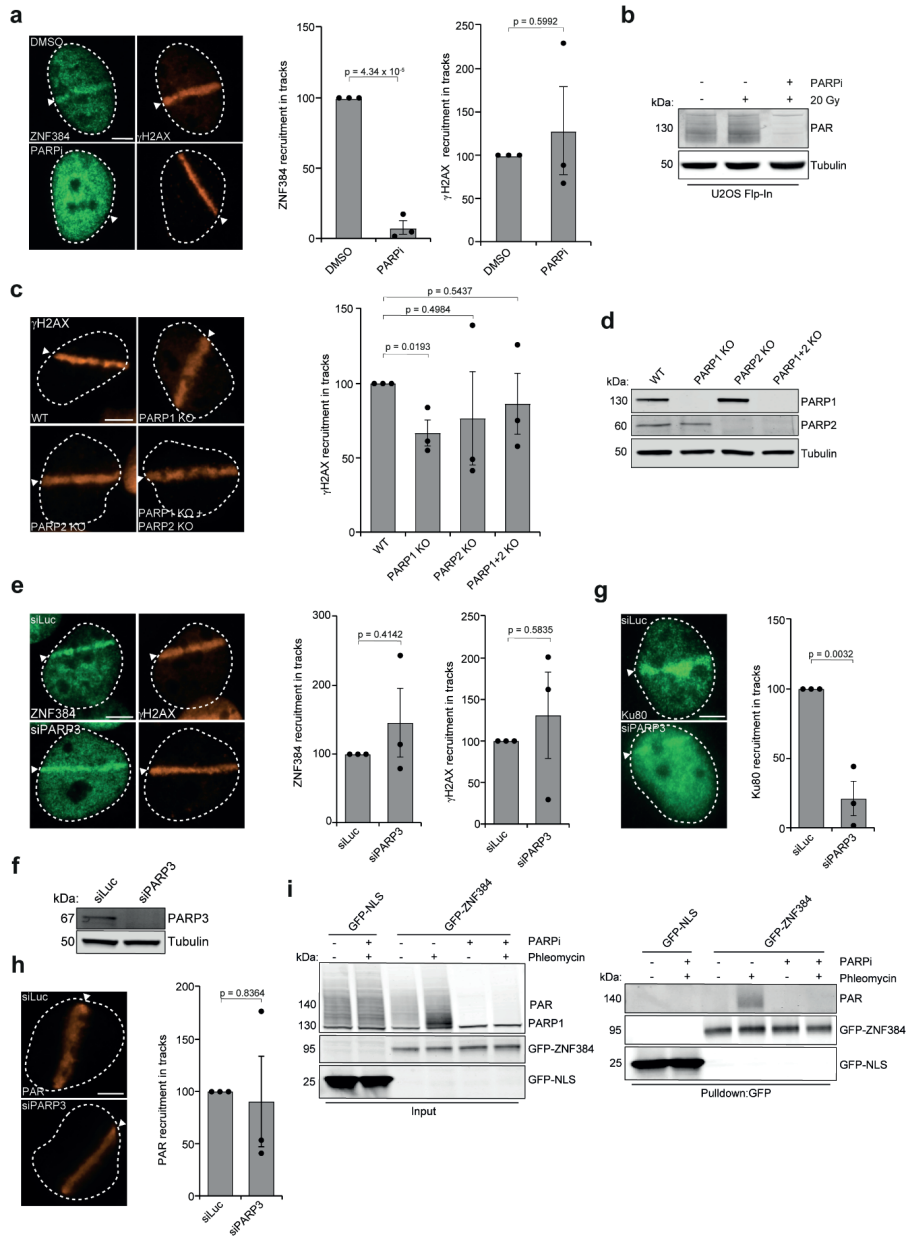 a
DMSO
ZNF384
γH2AX
PARPi
ZNF384 recruitment in tracks
100
50
0
p = 4.34 x 10⁻⁵
DMSO
PARPi
γH2AX recruitment in tracks
250
200
150
100
50
0
p = 0.5992
DMSO
PARPi
b
- - + PARPi
kDa: - + + 20 Gy
130 PAR
50 Tubulin
U2OS Flp-In
c
γH2AX
WT
PARP1 KO
PARP2 KO
PARP1 KO +
PARP2 KO
γH2AX recruitment in tracks
150
100
50
0
p = 0.5437
p = 0.4984
p = 0.0193
WT
PARP1 KO
PARP2 KO
PARP1+2 KO
d
kDa: WT PARP1 KO PARP2 KO PARP1+2 KO
130 PARP1
60 PARP2
50 Tubulin
e
siLuc
ZNF384
γH2AX
siPARP3
ZNF384 recruitment in tracks
300
200
100
0
p = 0.4142
siLuc
siPARP3
γH2AX recruitment in tracks
250
200
150
100
50
0
p = 0.5835
siLuc
siPARP3
g
siLuc
Ku80
siPARP3
Ku80 recruitment in tracks
100
50
0
p = 0.0032
siLuc
siPARP3
f
kDa: siLuc siPARP3
67 PARP3
50 Tubulin
h
siLuc
PAR
siPARP3
PAR recruitment in tracks
200
150
100
50
0
p = 0.8364
siLuc
siPARP3
i
GFP-NLS GFP-ZNF384
- + - - + + PARPi
kDa: - + - + - + Phleomycin
140 PAR
130 PARP1
95 GFP-ZNF384
25 GFP-NLS
Input
GFP-NLS GFP-ZNF384
- + - - + + PARPi
kDa: - + - + - + Phleomycin
140 PAR
95 GFP-ZNF384
25 GFP-NLS
Pulldown:GFP